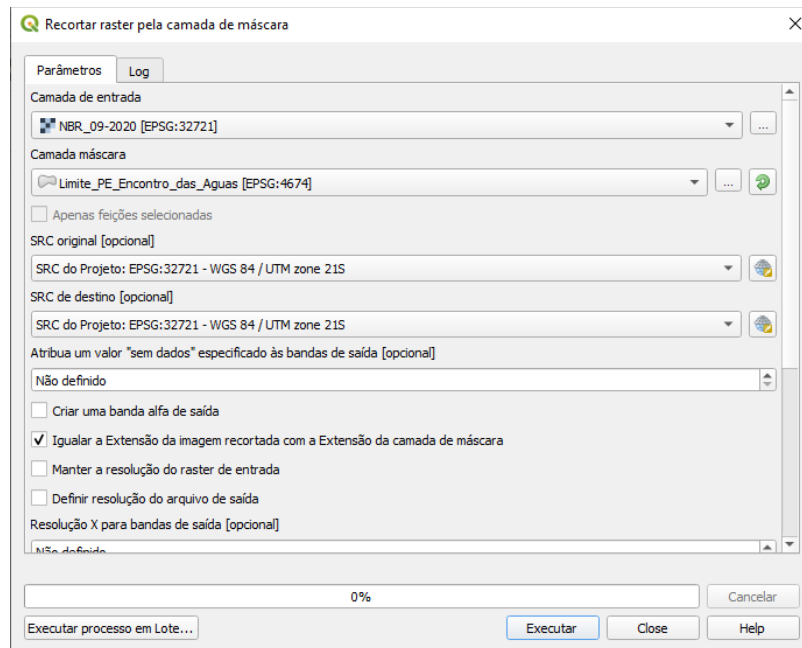 Recortar raster pela camada de máscara
Parâmetros
Log
Camada de entrada
NBR_09-2020 [EPSG:32721]
...
Camada máscara
Limite_PE_Encontro_das_Aguas [EPSG:4674]
...
Apenas feições selecionadas
SRC original [opcional]
SRC do Projeto: EPSG:32721 - WGS 84 / UTM zone 21S
SRC de destino [opcional]
SRC do Projeto: EPSG:32721 - WGS 84 / UTM zone 21S
Atribua um valor "sem dados" especificado às bandas de saída [opcional]
Não definido
Criar uma banda alfa de saída
Igualar a Extensão da imagem recortada com a Extensão da camada de máscara
Manter a resolução do raster de entrada
Definir resolução do arquivo de saída
Resolução X para bandas de saída [opcional]
Não definido
0%
Cancelar
Executar processo em Lote...
Executar
Close
Help